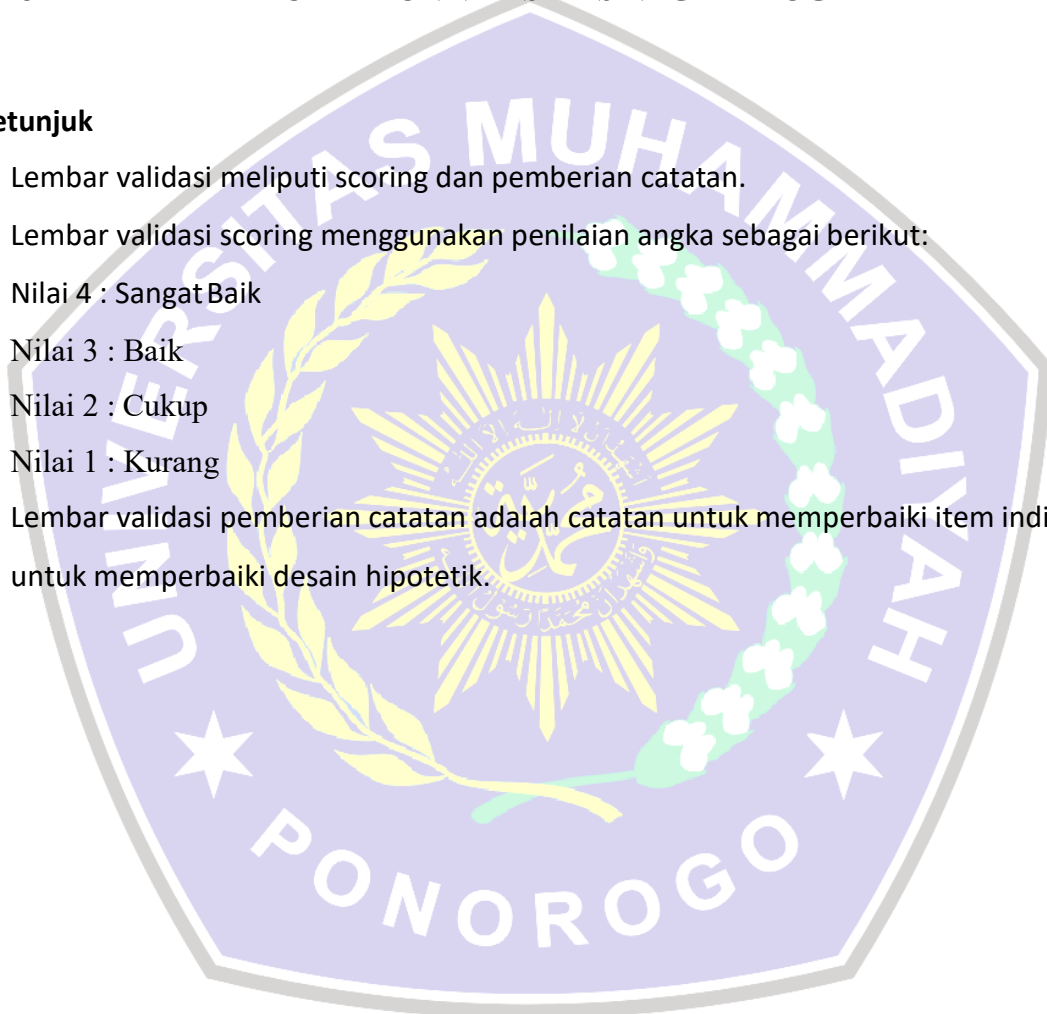 etunjuk
Lembar validasi meliputi scoring dan pemberian catatan.
Lembar validasi scoring menggunakan penilaian angka sebagai berikut:
Nilai 4 : Sangat Baik
Nilai 3 : Baik
Nilai 2 : Cukup
Nilai 1 : Kurang
Lembar validasi pemberian catatan adalah catatan untuk memperbaiki item indi
untuk memperbaiki desain hipotetik.
UNIVERSITAS MUHAMMADIYAH
PONOROGO